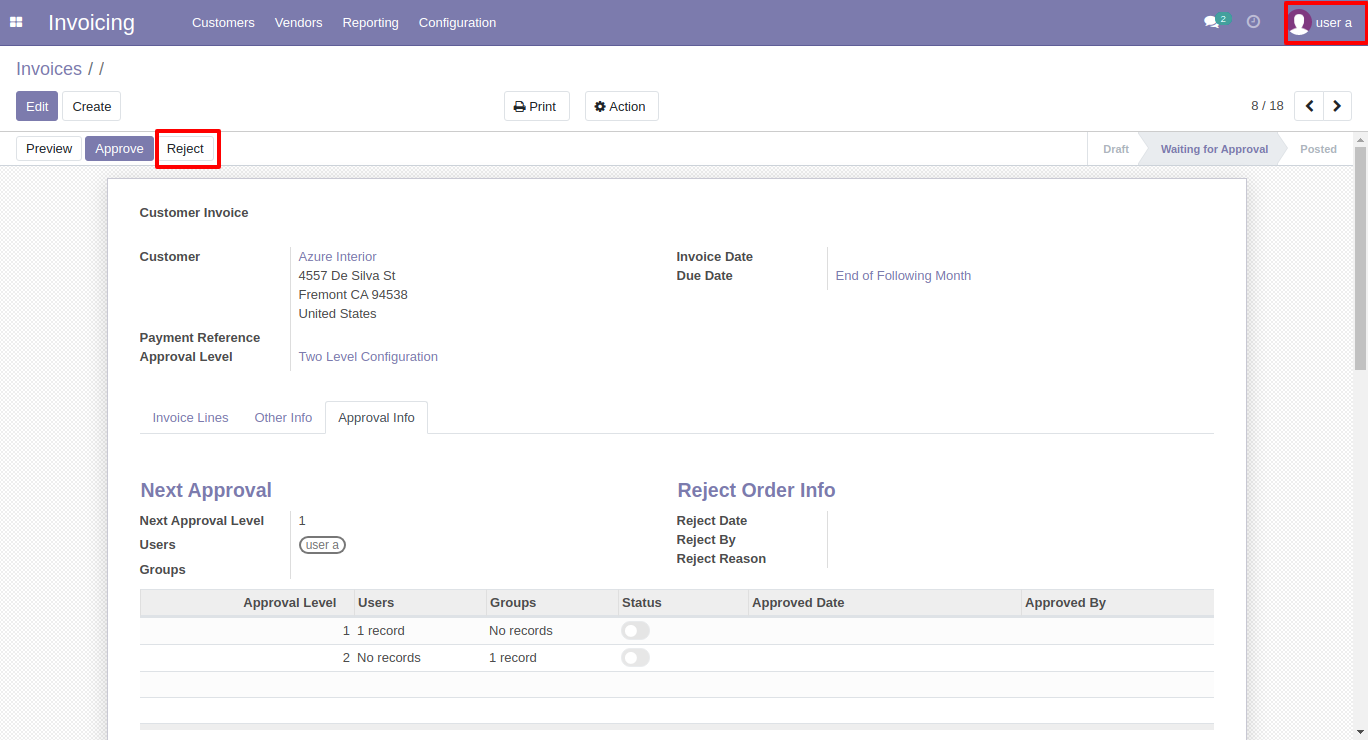 Invoicing Customers Vendors Reporting Configuration 2 user a
Invoices / /
Edit Create Print Action 8 / 18
Preview Approve Reject Draft Waiting for Approval Posted
Customer Invoice
Customer Azure Interior Invoice Date
4557 De Silva St Due Date End of Following Month
Fremont CA 94538
United States
Payment Reference
Approval Level Two Level Configuration
Invoice Lines Other Info Approval Info
Next Approval Reject Order Info
Next Approval Level 1 Reject Date
Users user a Reject By
Groups Reject Reason
Approval Level Users Groups Status Approved Date Approved By
1 1 record No records
2 No records 1 record